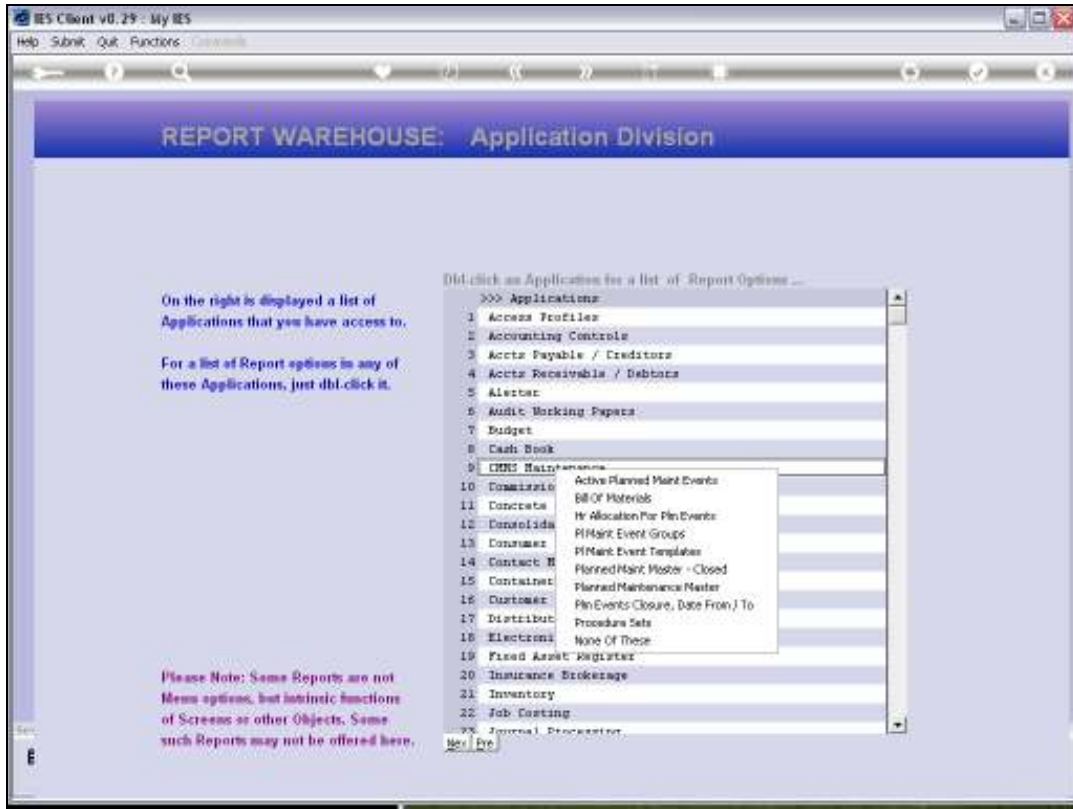 IES Client v0.29 : My IES
Help Submit Quit Functions Commands
REPORT WAREHOUSE: Application Division
Dbl-click an Application for a list of Report Options ...
On the right is displayed a list of
Applications that you have access to.
For a list of Report options in any of
these Applications, just dbl-click it.
>>> Applications
1 Access Profiles
2 Accounting Controls
3 Accts Payable / Creditors
4 Accts Receivable / Debtors
5 Alerter
6 Audit Working Papers
7 Budget
8 Cash Book
9 CMMS Maintenance
10 Commissio
11 Concrete
12 Consolida
13 Consumer
14 Contact M
15 Container
16 Customer
17 Distribut
18 Electroni
19 Fixed Asset Register
20 Insurance Brokerage
21 Inventory
22 Job Costing
23 Journal Processing
Active Planned Maint Events
Bill Of Materials
Hr Allocation For Plm Events
Pl Maint Event Groups
Pl Maint Event Templates
Planned Maint Master - Closed
Planned Maintenance Master
Plm Events Closure, Date From / To
Procedure Sets
None Of These
Please Note: Some Reports are not
Menu options, but intrinsic functions
of Screens or other Objects. Some
such Reports may not be offered here.
Nex Pre